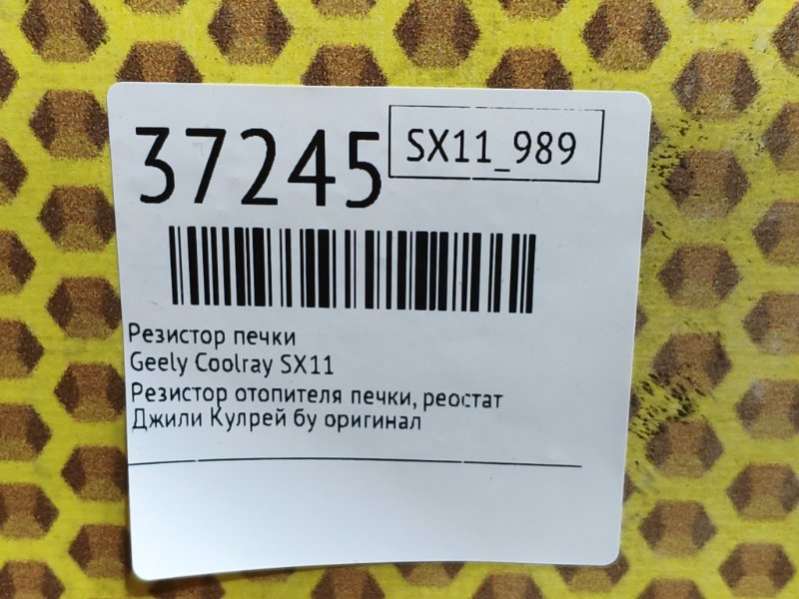 37245
SX11_989
Резистор печки
Geely Coolray SX11
Резистор отопителя печки, реостат
Джили Кулрей бу оригинал